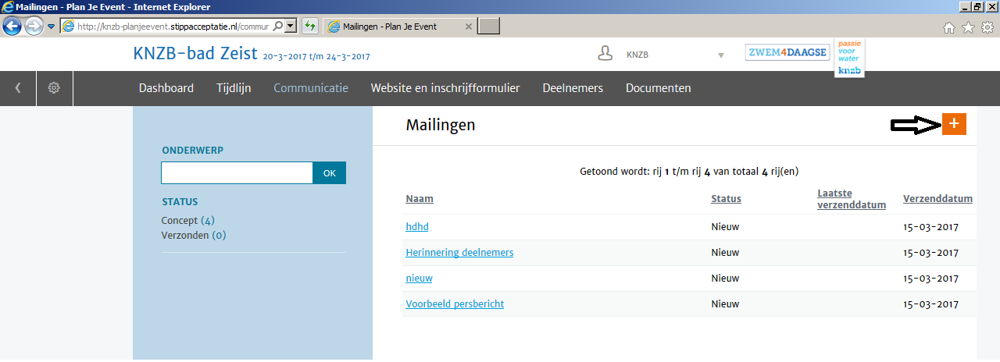 Mailingen - Plan Je Event - Internet Explorer
http://knzb-planjeevent.stippacceptatie.nl/commur
Mailingen - Plan Je Event
KNZB-bad Zeist 20-3-2017 t/m 24-3-2017
KNZB
ZWEM4DAAGSE
passie
voor
water
knzb
Dashboard Tijdlijn Communicatie Website en inschrijfformulier Deelnemers Documenten
Mailingen
+
ONDERWERP
OK
STATUS
Concept (4)
Verzonden (0)
Getoond wordt: rij 1 t/m rij 4 van totaal 4 rij(en)
Naam Status Laatste verzenddatum Verzenddatum
hdhd Nieuw 15-03-2017
Herinnering deelnemers Nieuw 15-03-2017
nieuw Nieuw 15-03-2017
Voorbeeld persbericht Nieuw 15-03-2017